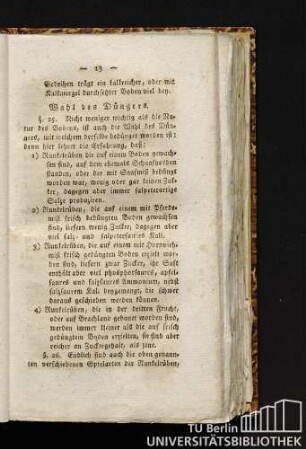 — 13 —
Gedeihen trägt ein kalkreicher, oder mit
Kalkmergel durchsetzter Boden viel bey.
Wahl des Düngers.
§. 25. Nicht weniger wichtig als die Na-
tur des Bodens, ist auch die Wahl des Dün-
gers, mit welchem derselbe bedünget worden ist;
denn hier lehret die Erfahrung, daß:
1) Runkelrüben die auf einem Boden gewach-
sen sind, auf dem ehemals Schaafhorden
standen, oder der mit Schaafmist bedüngt
worden war, wenig oder gar keinen Zuk-
ker, dagegen aber immer salpeterartige
Salze produziren.
2) Runkelrüben, die auf einem mit Pferde-
mist frisch bedüngten Boden gewachsen
sind, liefern wenig Zucker, dagegen aber
viel salz- und salpetersaures Kali.
3) Runkelrüben, die auf einem mit Hornvieh-
mist frisch gedüngten Boden erzielt wor-
den sind, liefern zwar Zucker, ihr Saft
enthält aber viel phosphorsaures, apfel-
saures und salzsaures Ammonium, nebst
salzsaurem Kali beygemengt, die schwer
daraus geschieden werden können.
4) Runkelrüben, die in der dritten Frucht,
oder auf Brachland gebauet worden sind,
werden immer kleiner als die auf frisch
gedüngtem Boden erzielten, sie sind aber
reicher an Zuckergehalt, als jene.
§. 26. Endlich sind auch die oben genann-
ten verschiedenen Spielarten der Runkelrüben,
TU Berlin
UNIVERSITÄTSBIBLIOTHEK